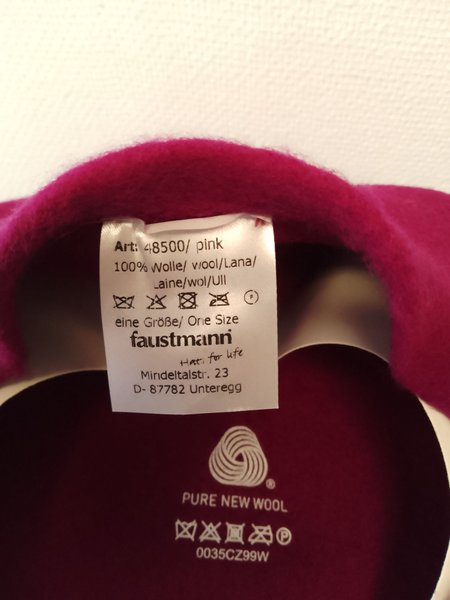 Art: 48500/ pink
100% Wolle/ wool/Lana/
Laine/wol/Ull
eine Größe/ One Size
faustmann
Hats for life
Mindeltalstr. 23
D- 87782 Unteregg
®
PURE NEW WOOL
P
0035CZ99W